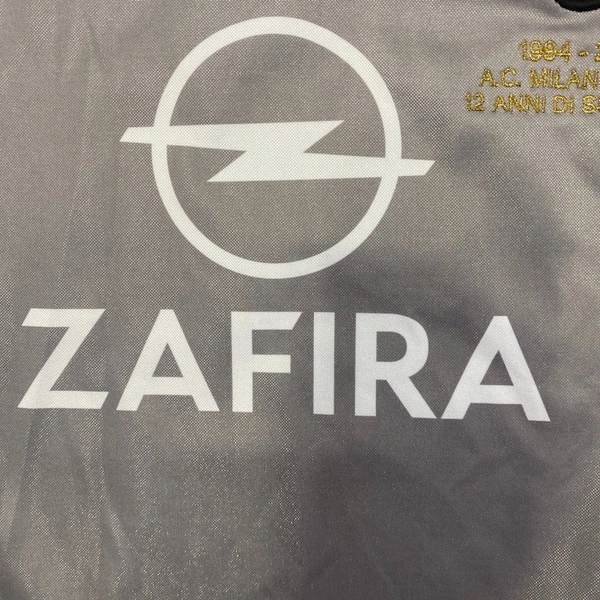 1994 -
A.C. MILAN
12 ANNI DI
ZAFIRA